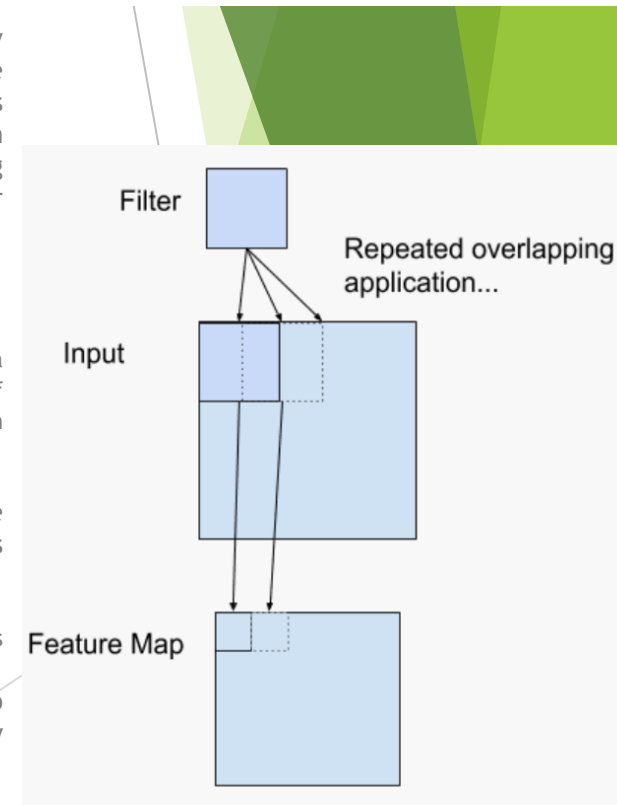 Filter
Repeated overlapping
application...
Input
Feature Map